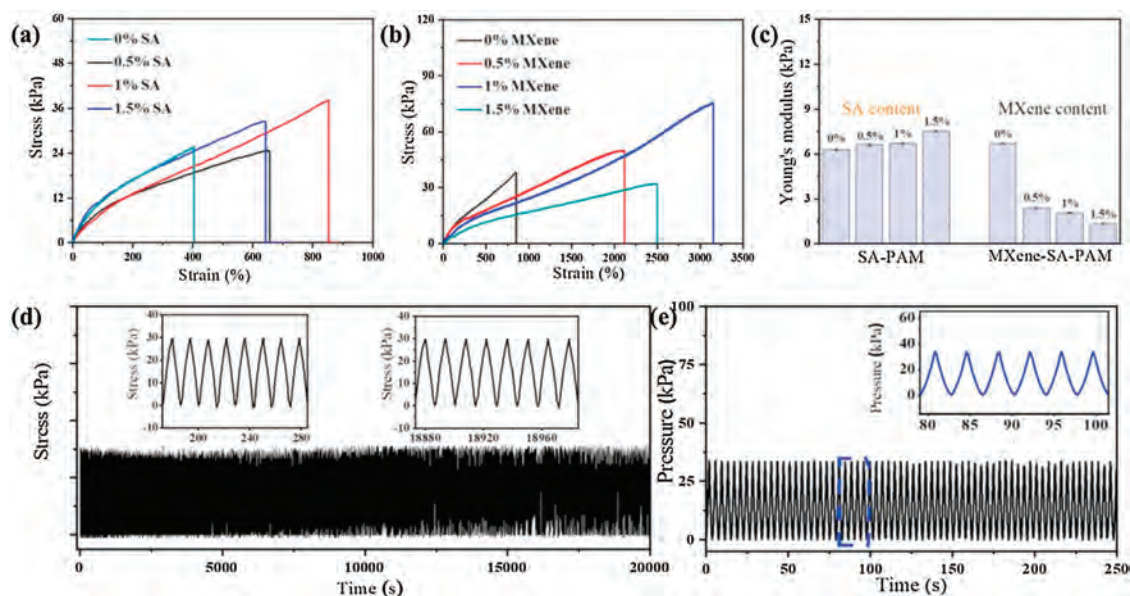 (a)
60
48
36
24
12
0
Stress (kPa)
0% SA
0.5% SA
1% SA
1.5% SA
0 200 400 600 800 1000
Strain (%)
(b)
120
90
60
30
0
Stress (kPa)
0% MXene
0.5% MXene
1% MXene
1.5% MXene
0 500 1000 1500 2000 2500 3000 3500
Strain (%)
(c)
15
12
9
6
3
0
Young's modulus (kPa)
SA content
MXene content
0% 0.5% 1% 1.5%
0% 0.5% 1% 1.5%
SA-PAM MXene-SA-PAM
(d)
Stress (kPa)
40
30
20
10
0
-10
Stress (kPa)
200 240 280
40
30
20
10
0
-10
Stress (kPa)
18880 18920 18960
0 5000 10000 15000 20000
Time (s)
(e)
100
75
50
25
0
Pressure (kPa)
60
40
20
0
Pressure (kPa)
80 85 90 95 100
0 50 100 150 200 250
Time (s)